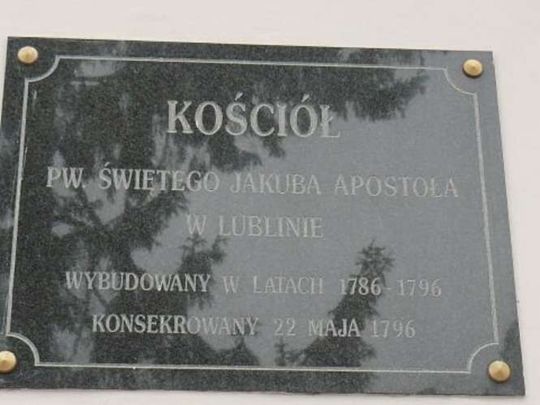 KOŚCIÓŁ
PW. ŚWIĘTEGO JAKUBA APOSTOŁA
W LUBLINIE
WYBUDOWANY W LATACH 1786-1796
KONSEKROWANY 22 MAJA 1796